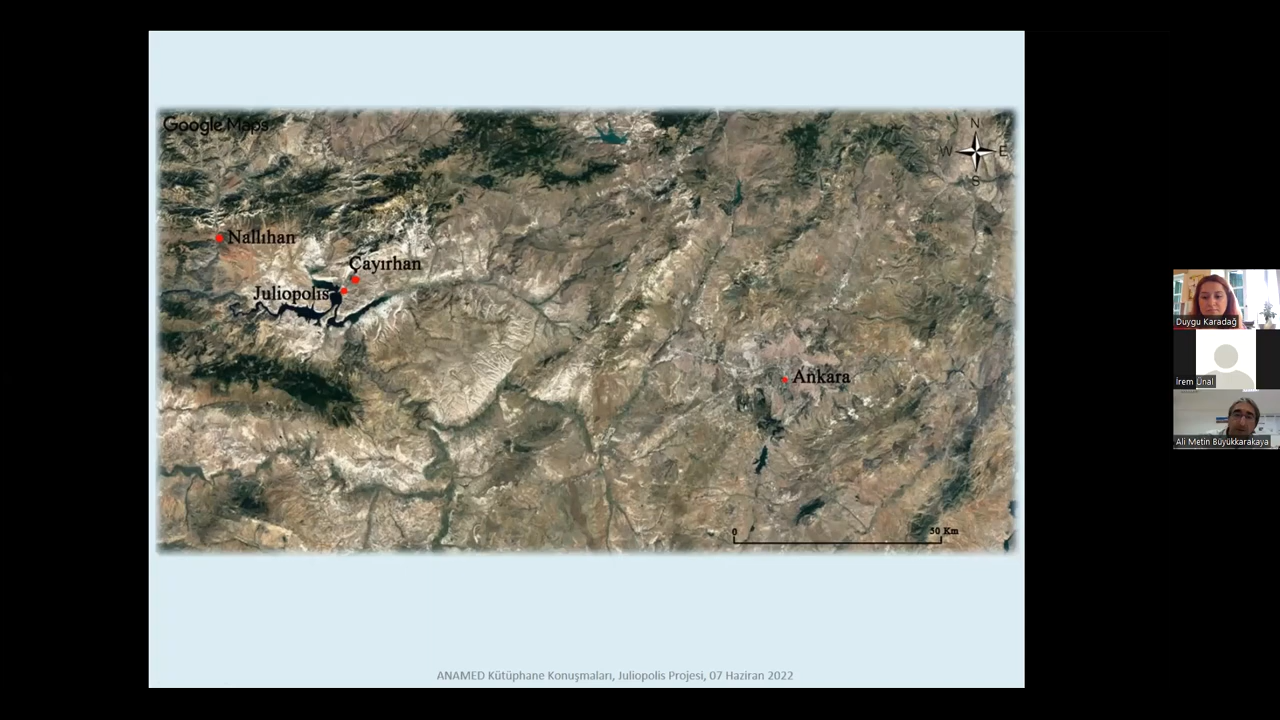 Google Maps
N
W
E
S
Nallıhan
Çayırhan
Juliopolis
Ankara
0
30 Km
ANAMED Kütüphane Konuşmaları, Juliopolis Projesi, 07 Haziran 2022
Duygu Karadağ
İrem Ünal
Ali Metin Büyükkarakaya